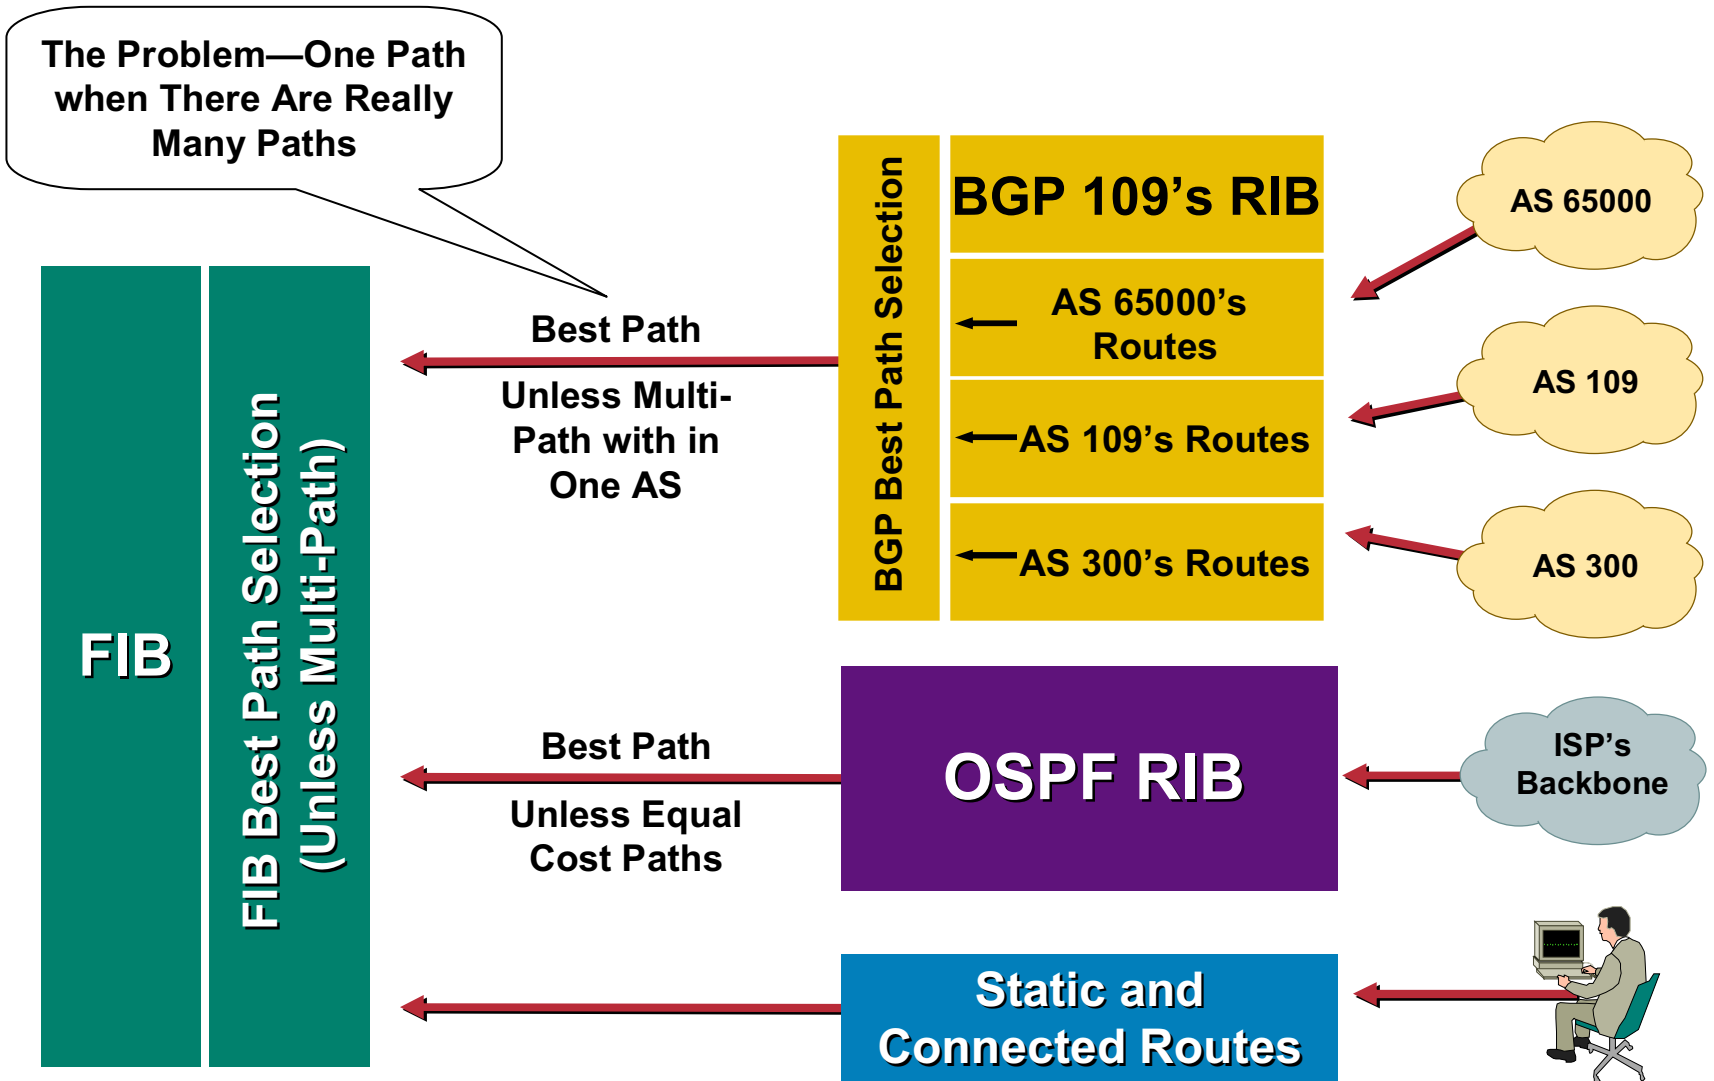 The Problem—One Path
when There Are Really
Many Paths
BGP Best Path Selection
BGP 109’s RIB
AS 65000’s
Routes
AS 109’s Routes
AS 300’s Routes
AS 65000
AS 109
AS 300
Best Path
Unless Multi-
Path with in
One AS
FIB
FIB Best Path Selection
(Unless Multi-Path)
Best Path
Unless Equal
Cost Paths
OSPF RIB
ISP’s
Backbone
Static and
Connected Routes